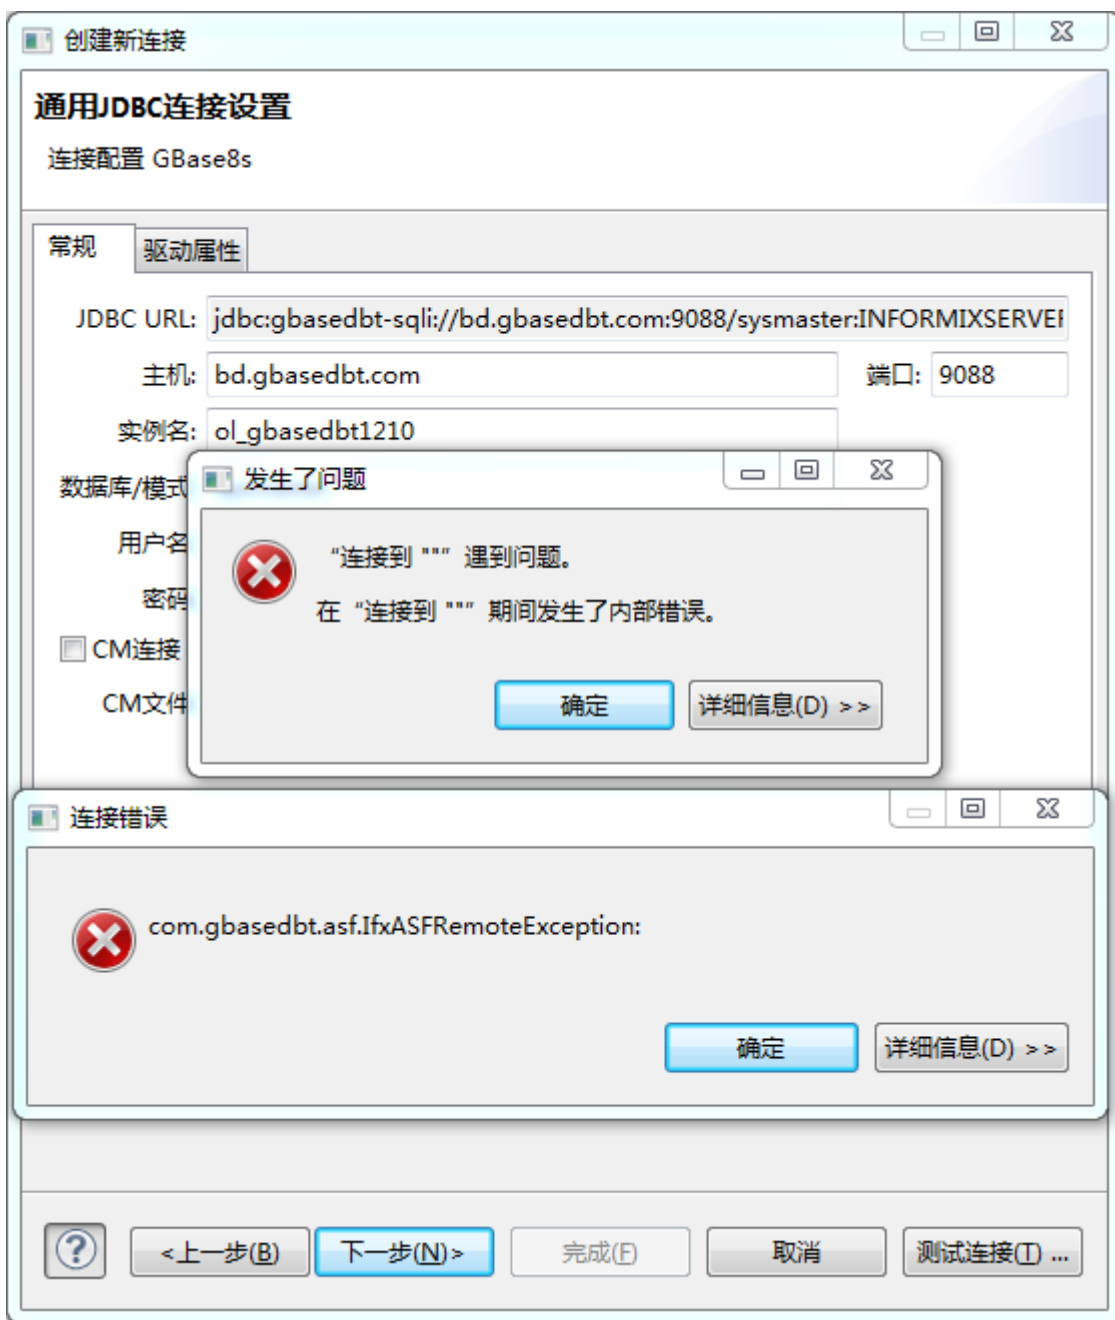 创建新连接
通用JDBC连接设置
连接配置 GBase8s
常规
驱动属性
JDBC URL: jdbc:gbasedbt-sqli://bd.gbasedbt.com:9088/sysmaster:INFORMIXSERVER
主机: bd.gbasedbt.com 端口: 9088
实例名: ol_gbasedbt1210
数据库/模式
发生了问题
用户名
“连接到 ""” 遇到问题。
密码
在 “连接到 ""” 期间发生了内部错误。
CM连接
CM文件
确定 详细信息(D) >>
连接错误
com.gbasedbt.asf.IfxASFRemoteException:
确定 详细信息(D) >>
? <上一步(B) 下一步(N)> 完成(F) 取消 测试连接(T) ...